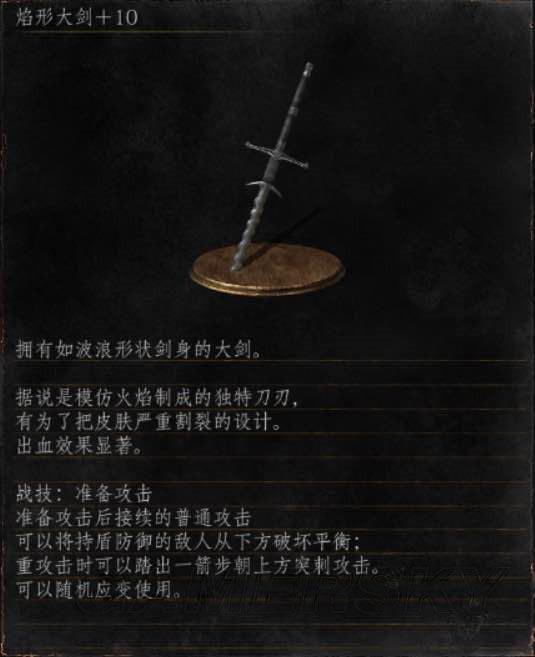 焰形大剑＋10
拥有如波浪形状剑身的大剑。
据说是模仿火焰制成的独特刀刃，
有为了把皮肤严重割裂的设计。
出血效果显著。
战技：准备攻击
准备攻击后接续的普通攻击
可以将持盾防御的敌人从下方破坏平衡；
重攻击时可以踏出一箭步朝上方突刺攻击。
可以随机应变使用。